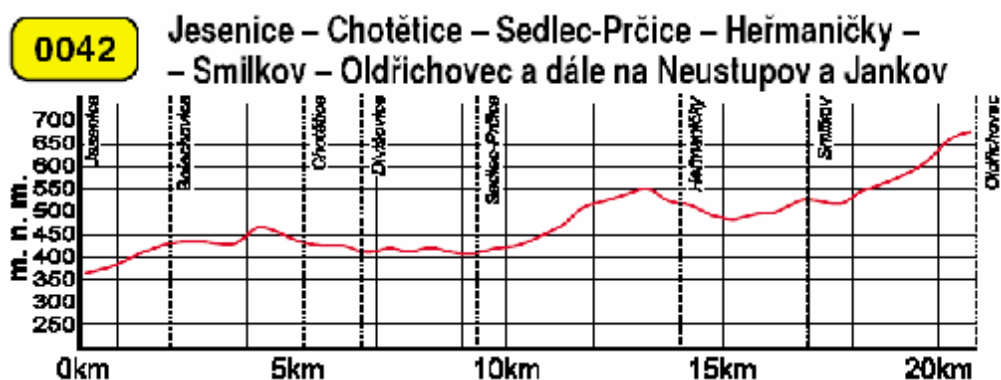 0042
Jesenice – Chotětice – Sedlec-Prčice – Heřmaničky –
– Smilkov – Oldřichovec a dále na Neustupov a Jankov
m. n. m.
700
650
600
550
500
450
400
350
300
250
Jesenice
Chotětice
Divišovice
Sedlec-Prčice
Heřmaničky
Smilkov
Oldřichovec
0km
5km
10km
15km
20km